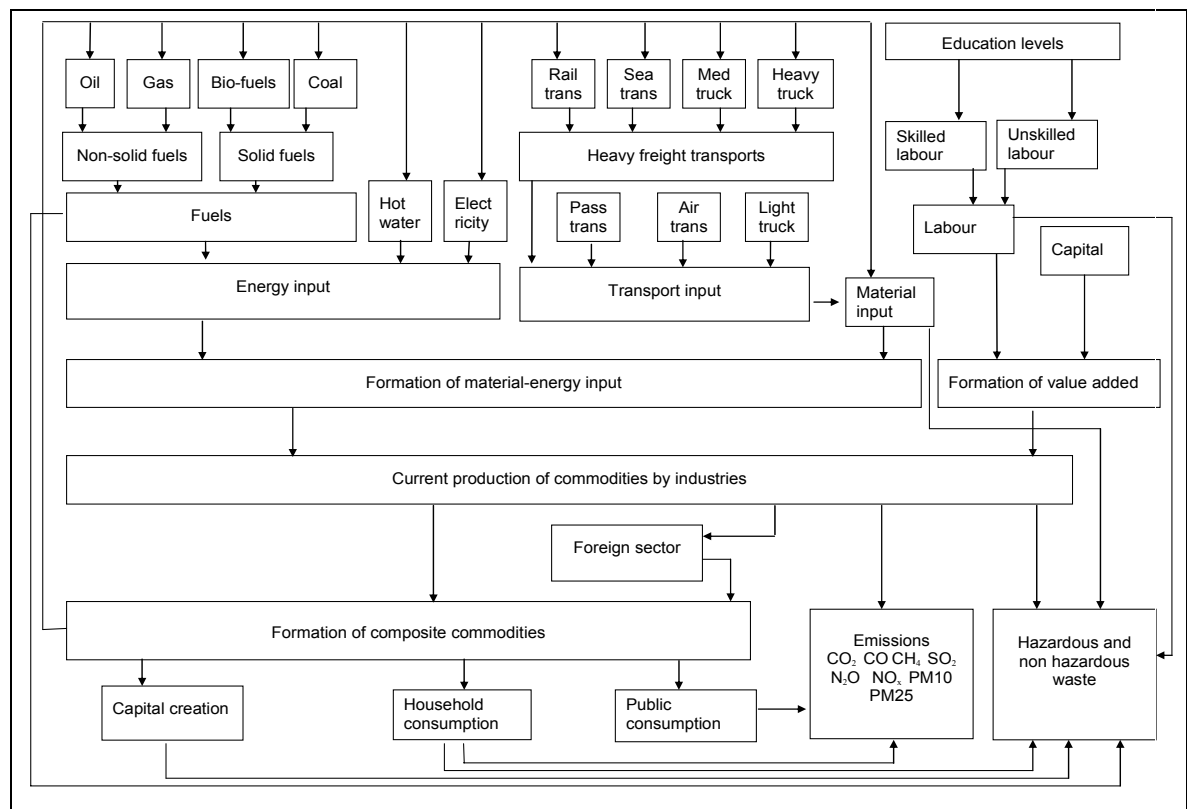 Education levels
Oil
Gas
Bio-fuels
Coal
Rail
trans
Sea
trans
Med
truck
Heavy
truck
Non-solid fuels
Solid fuels
Heavy freight transports
Skilled
labour
Unskilled
labour
Fuels
Hot
water
Elect
ricity
Pass
trans
Air
trans
Light
truck
Labour
Capital
Energy input
Transport input
Material
input
Formation of material-energy input
Formation of value added
Current production of commodities by industries
Foreign sector
Formation of composite commodities
Emissions
CO₂ CO CH₄ SO₂
N₂O NOₓ PM10
PM25
Hazardous and
non hazardous
waste
Capital creation
Household
consumption
Public
consumption